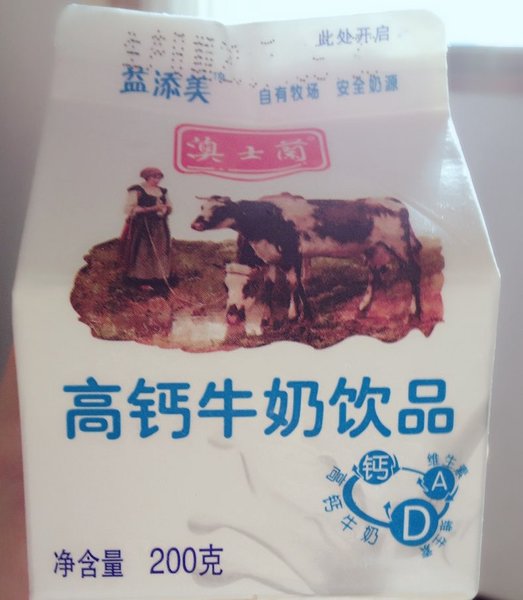 此处开启
益添美
自有牧场 安全奶源
澳士兰
高钙牛奶饮品
钙
维生素
A
高钙牛奶
D
维生素
净含量 200克